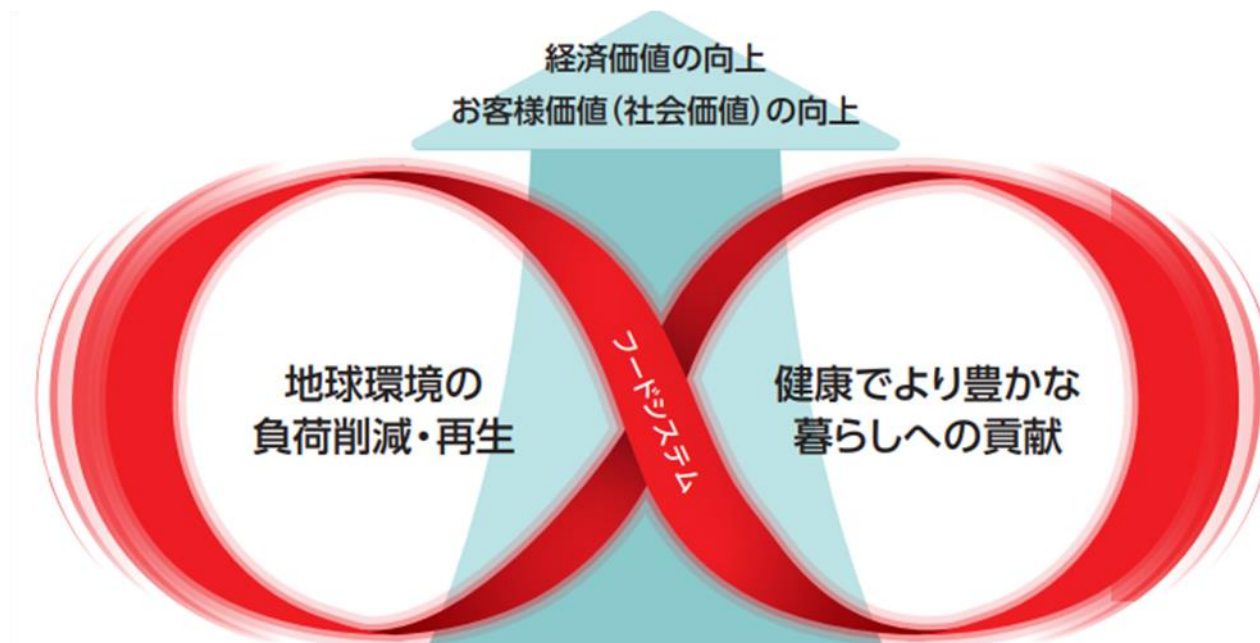 経済価値の向上
お客様価値(社会価値)の向上
地球環境の
負荷削減・再生
フードシステム
健康でより豊かな
暮らしへの貢献